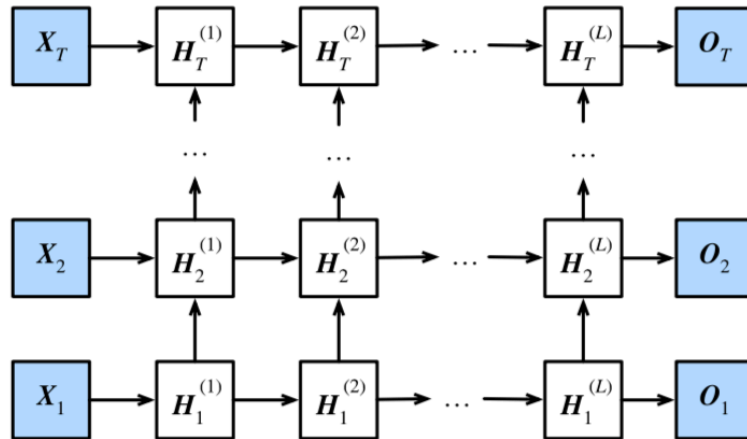 X_T H_T^{(1)} H_T^{(2)} ... H_T^{(L)} O_T
... ... ...
X_2 H_2^{(1)} H_2^{(2)} ... H_2^{(L)} O_2
X_1 H_1^{(1)} H_1^{(2)} ... H_1^{(L)} O_1